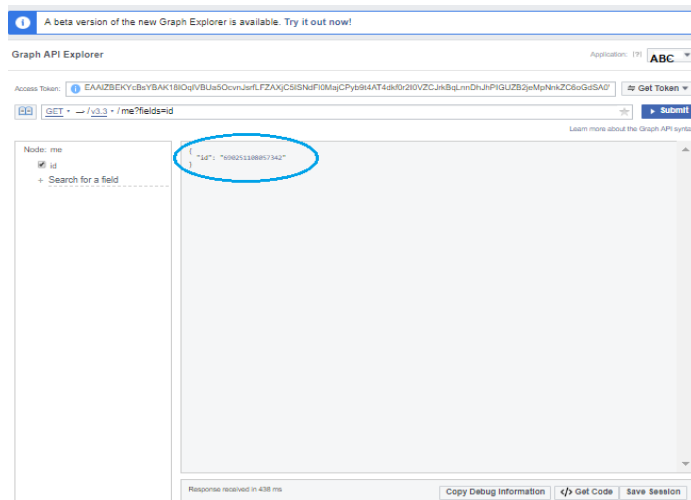 A beta version of the new Graph Explorer is available. Try it out now!
Graph API Explorer
Application: [?] ABC
Access Token:
Get Token
GET → / v3.3 / me?fields=id
Submit
Learn more about the Graph API syntax
Node: me
id
+ Search for a field
{
"id": "690251108057342"
}
Response received in 438 ms
Copy Debug Information
</> Get Code
Save Session